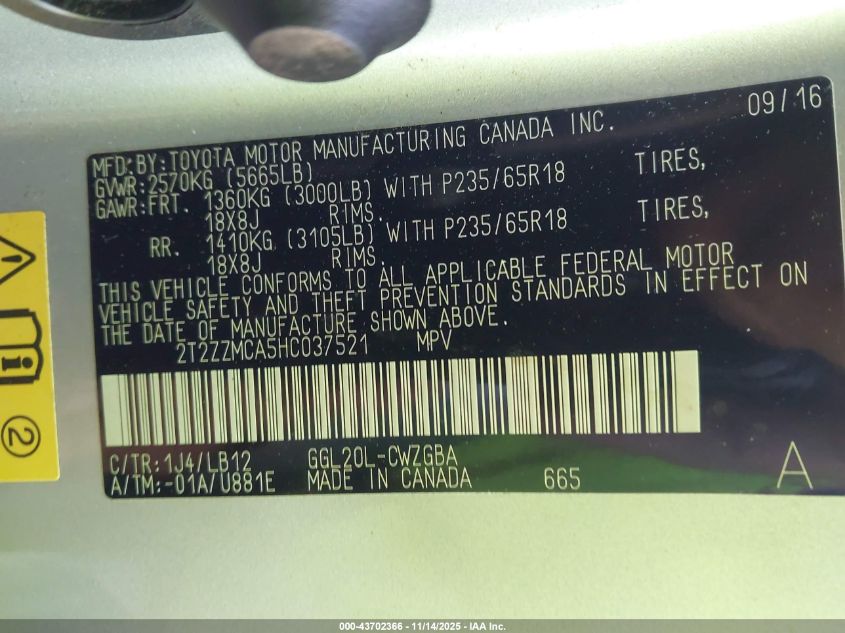 09/16
MFD.BY:TOYOTA MOTOR MANUFACTURING CANADA INC.
GVWR:2570KG (5665LB)
GAWR:FRT. 1360KG (3000LB) WITH P235/65R18 TIRES,
18X8J RIMS.
RR. 1410KG (3105LB) WITH P235/65R18 TIRES,
18X8J RIMS.
THIS VEHICLE CONFORMS TO ALL APPLICABLE FEDERAL MOTOR
VEHICLE SAFETY AND THEFT PREVENTION STANDARDS IN EFFECT ON
THE DATE OF MANUFACTURE SHOWN ABOVE.
2T2ZZMCA5HC037521 MPV
C/TR:1J4/LB12 GGL20L-CWZGBA
A/TM:-01A/U881E MADE IN CANADA 665 A
2
000-43702366 - 11/14/2025 - IAA Inc.